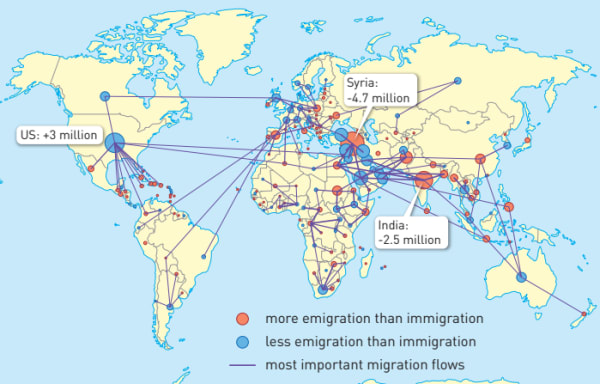 Syria:
-4.7 million
US: +3 million
India:
-2.5 million
more emigration than immigration
less emigration than immigration
most important migration flows